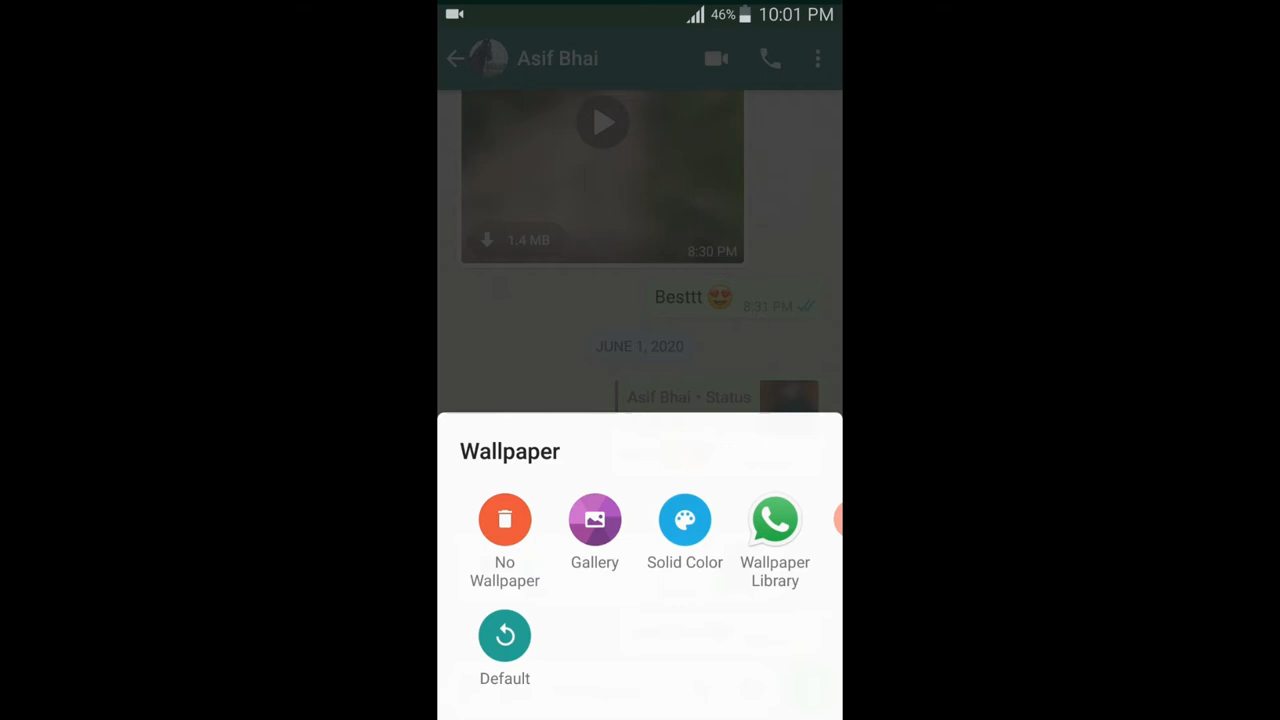 46% 10:01 PM
Asif Bhai
1.4 MB
8:30 PM
Besttt 😍 8:31 PM
JUNE 1, 2020
Asif Bhai • Status
Wallpaper
No Wallpaper
Gallery
Solid Color
Wallpaper Library
Default